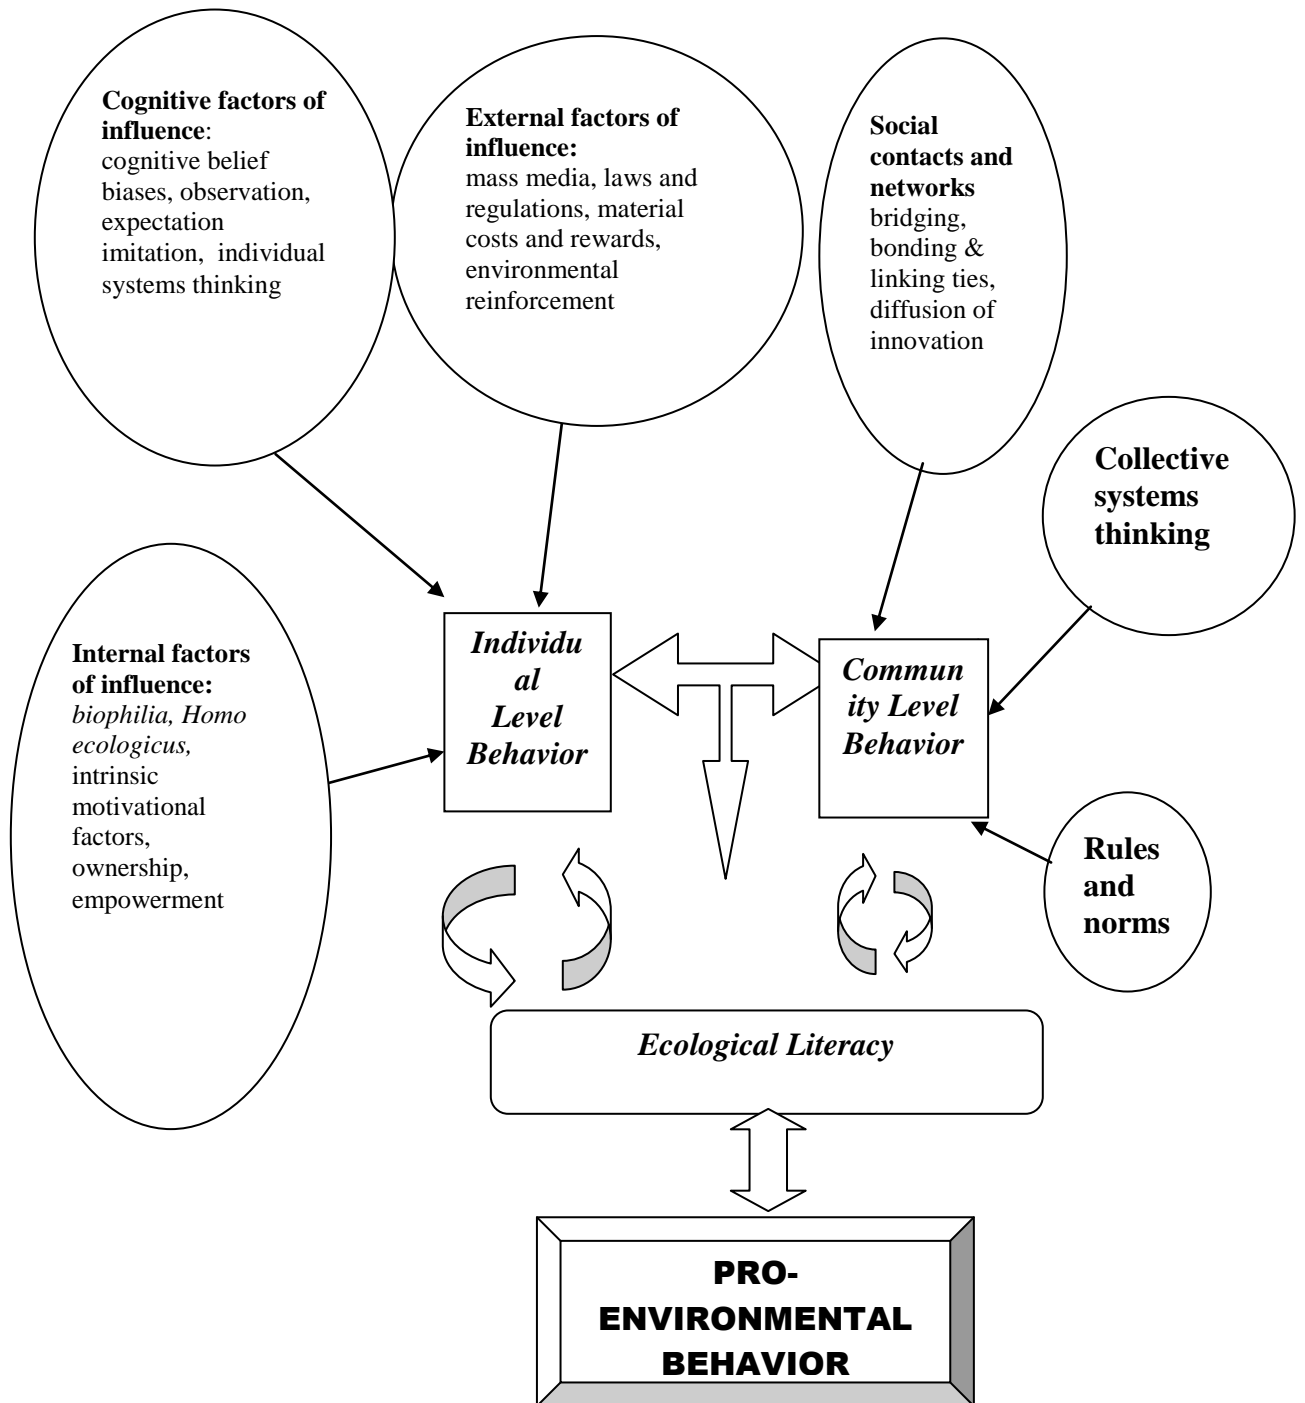 Cognitive factors of
influence:
cognitive belief
biases, observation,
expectation
imitation, individual
systems thinking
External factors of
influence:
mass media, laws and
regulations, material
costs and rewards,
environmental
reinforcement
Social
contacts and
networks
bridging,
bonding &
linking ties,
diffusion of
innovation
Collective
systems
thinking
Internal factors
of influence:
biophilia, Homo
ecologicus,
intrinsic
motivational
factors,
ownership,
empowerment
Individu
al
Level
Behavior
Commun
ity Level
Behavior
Rules
and
norms
Ecological Literacy
PRO-
ENVIRONMENTAL
BEHAVIOR